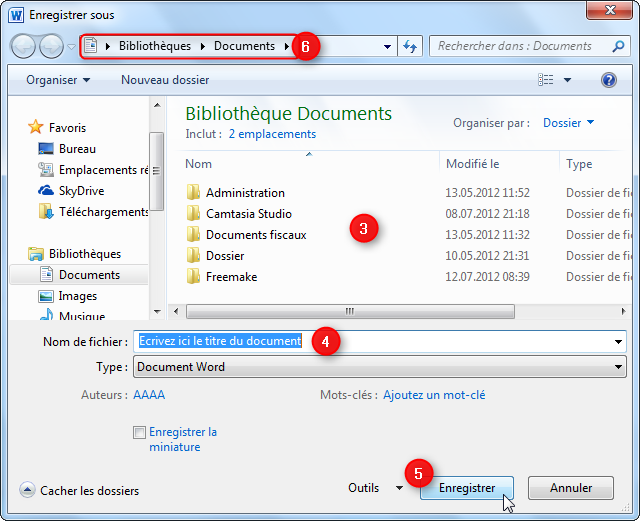 Enregistrer sous
Bibliothèques Documents 6 Rechercher dans : Documents
Organiser Nouveau dossier ?
Favoris
Bureau
Emplacements ré
SkyDrive
Téléchargements
Bibliothèques
Documents
Images
Musique
Bibliothèque Documents
Inclut : 2 emplacements
Organiser par : Dossier
Nom Modifié le Type
Administration 13.05.2012 11:52 Dossier de fic
Camtasia Studio 08.07.2012 21:18 Dossier de fic
Documents fiscaux 13.05.2012 11:32 Dossier de fic
Dossier 10.05.2012 21:31 Dossier de fic
Freemake 12.07.2012 08:39 Dossier de fic
3
Nom de fichier : Ecrivez ici le titre du document 4
Type : Document Word
Auteurs : AAAA Mots-clés : Ajoutez un mot-clé
Enregistrer la
miniature
5
Cacher les dossiers Outils Enregistrer Annuler